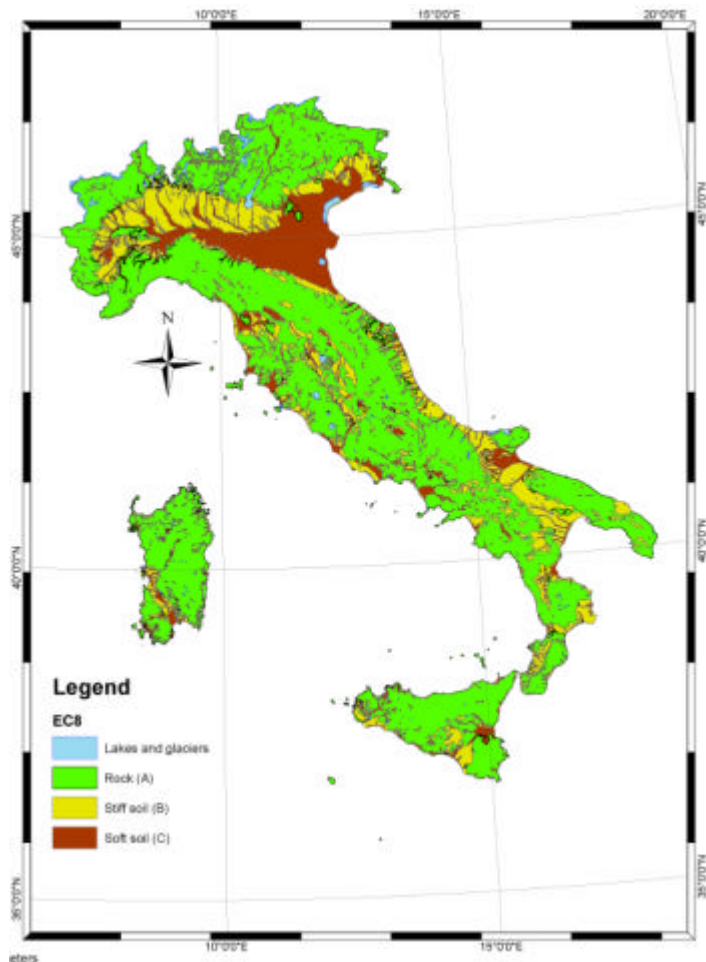 10°0'0"E
15°0'0"E
20°0'0"E
45°0'0"N
45°0'0"N
N
40°0'0"N
40°0'0"N
Legend
EC8
Lakes and glaciers
Rock (A)
Stiff soil (B)
Soft soil (C)
35°0'0"N
35°0'0"N
10°0'0"E
15°0'0"E
eters